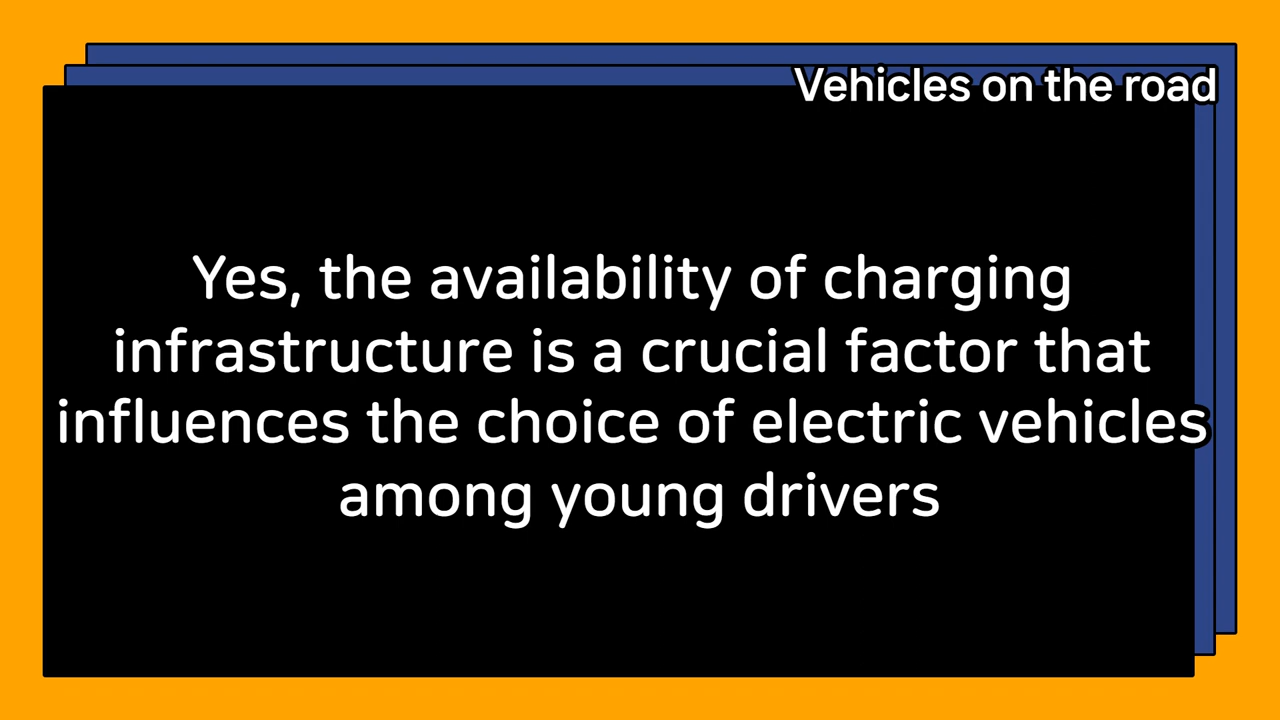 Vehicles on the road
Yes, the availability of charging
infrastructure is a crucial factor that
influences the choice of electric vehicles
among young drivers